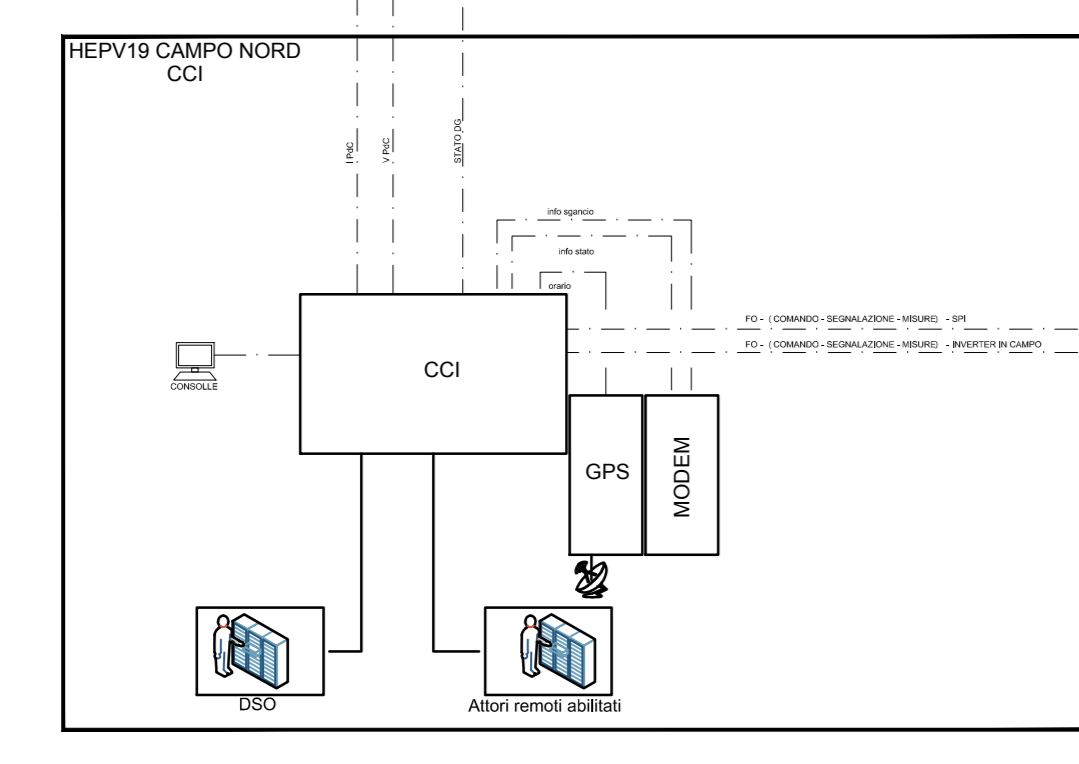 HEPV19 CAMPO NORD
CCI
I PdC
V PdC
STATO DG
info sgancio
info stato
orario
FO - ( COMANDO - SEGNALAZIONE - MISURE) - SPI
FO - ( COMANDO - SEGNALAZIONE - MISURE) - INVERTER IN CAMPO
CCI
CONSOLLE
GPS
MODEM
DSO
Attori remoti abilitati